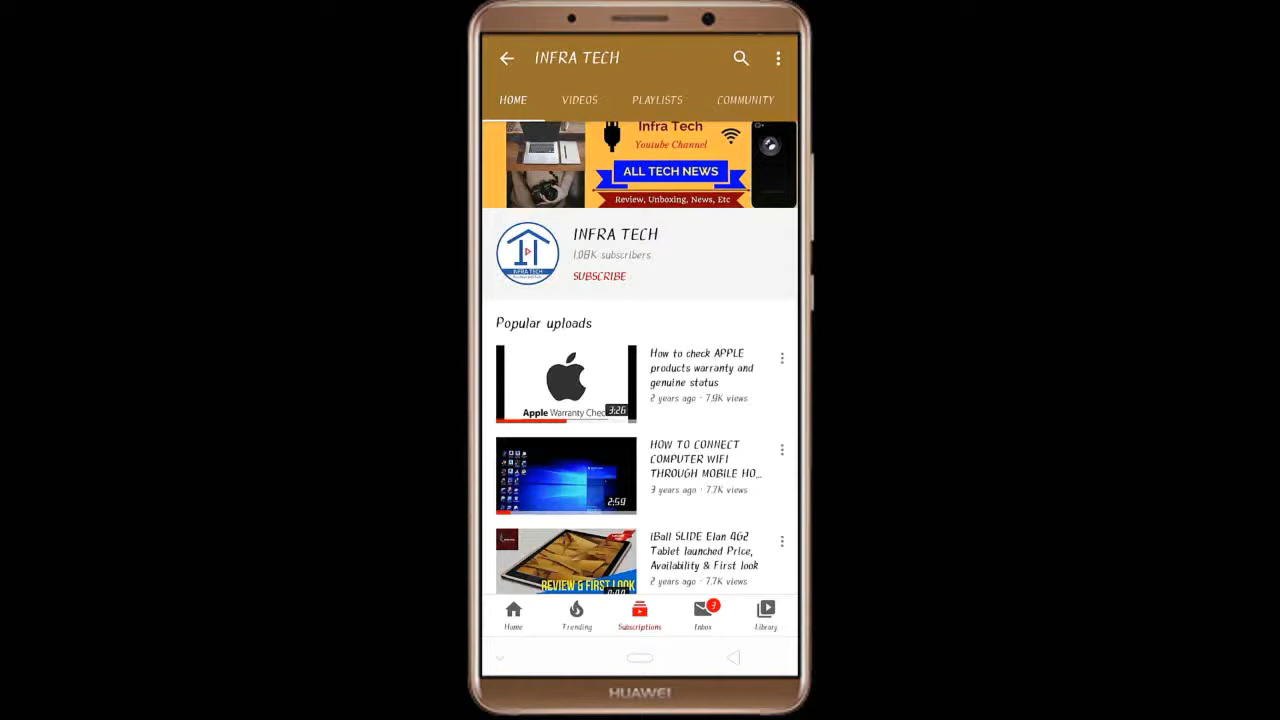 INFRA TECH
HOME VIDEOS PLAYLISTS COMMUNITY
Infra Tech
Youtube Channel
ALL TECH NEWS
Review, Unboxing, News, Etc
INFRA TECH
INFRA TECH
1.08K subscribers
SUBSCRIBE
Popular uploads
Apple Warranty Chec
3:26
How to check APPLE
products warranty and
genuine status
2 years ago · 7.9K views
2:59
HOW TO CONNECT
COMPUTER WIFI
THROUGH MOBILE HO...
3 years ago · 7.7K views
REVIEW & FIRST LOOK
iBall SLIDE Elan 4G2
Tablet launched Price,
Availability & First look
2 years ago · 7.7K views
3
Home Trending Subscriptions Inbox Library
HUAWEI